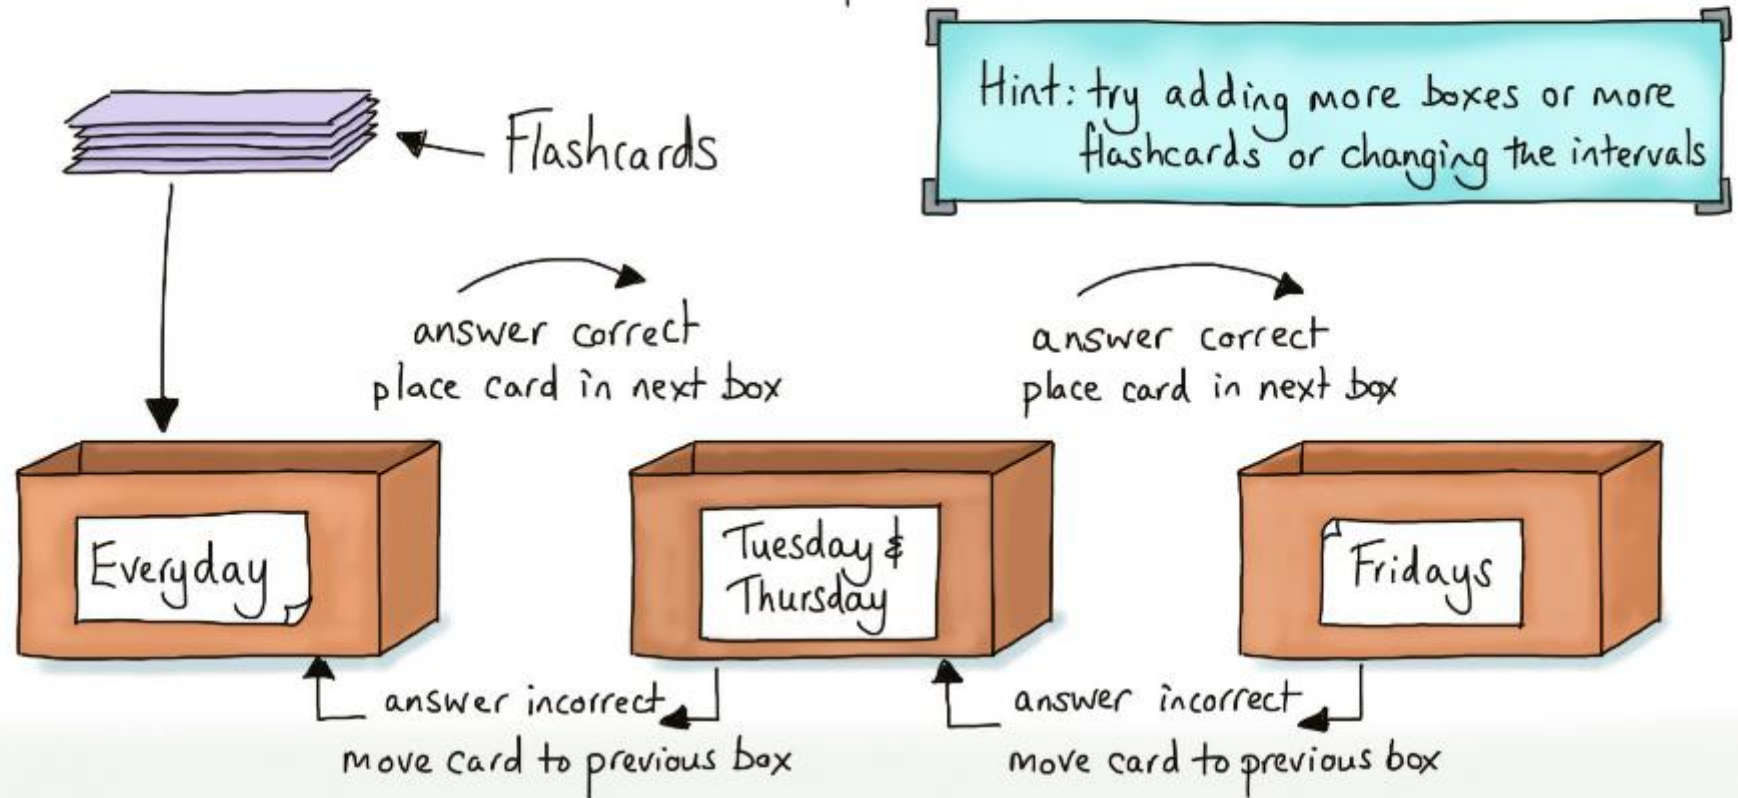 Flashcards
Hint: try adding more boxes or more
flashcards or changing the intervals
answer correct
place card in next box
answer correct
place card in next box
Everyday
Tuesday &
Thursday
Fridays
answer incorrect
move card to previous box
answer incorrect
move card to previous box